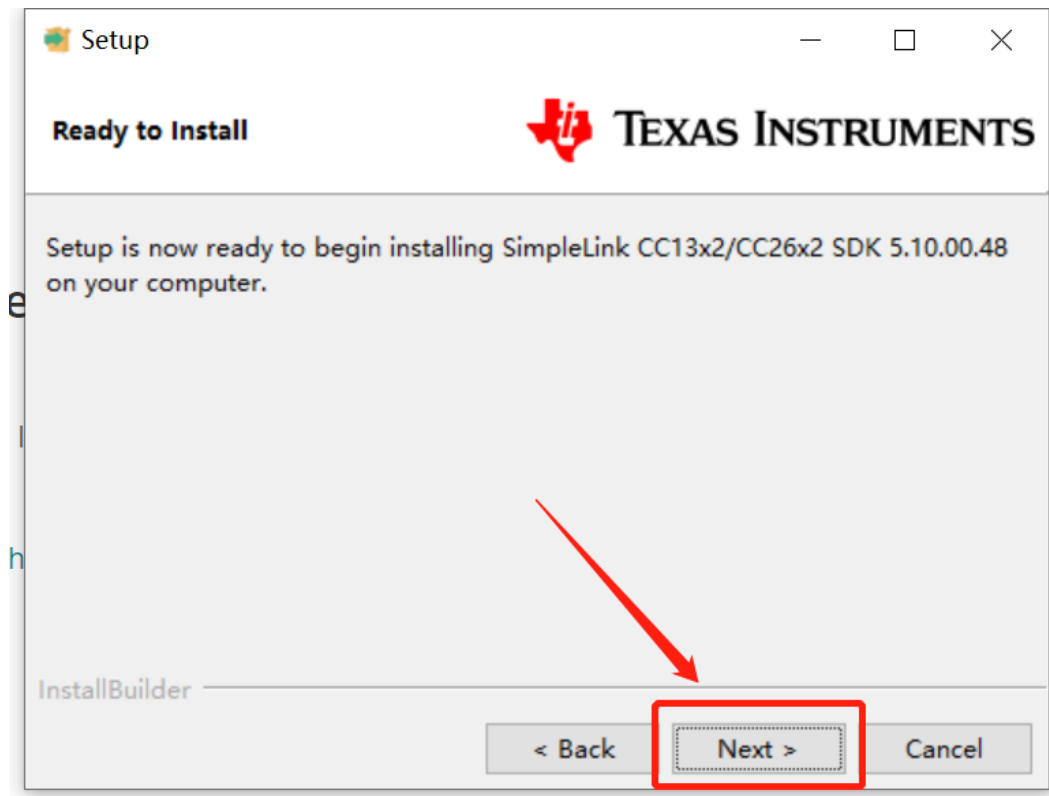 Setup
Ready to Install
TEXAS INSTRUMENTS
Setup is now ready to begin installing SimpleLink CC13x2/CC26x2 SDK 5.10.00.48
on your computer.
e
h
InstallBuilder
< Back
Next >
Cancel